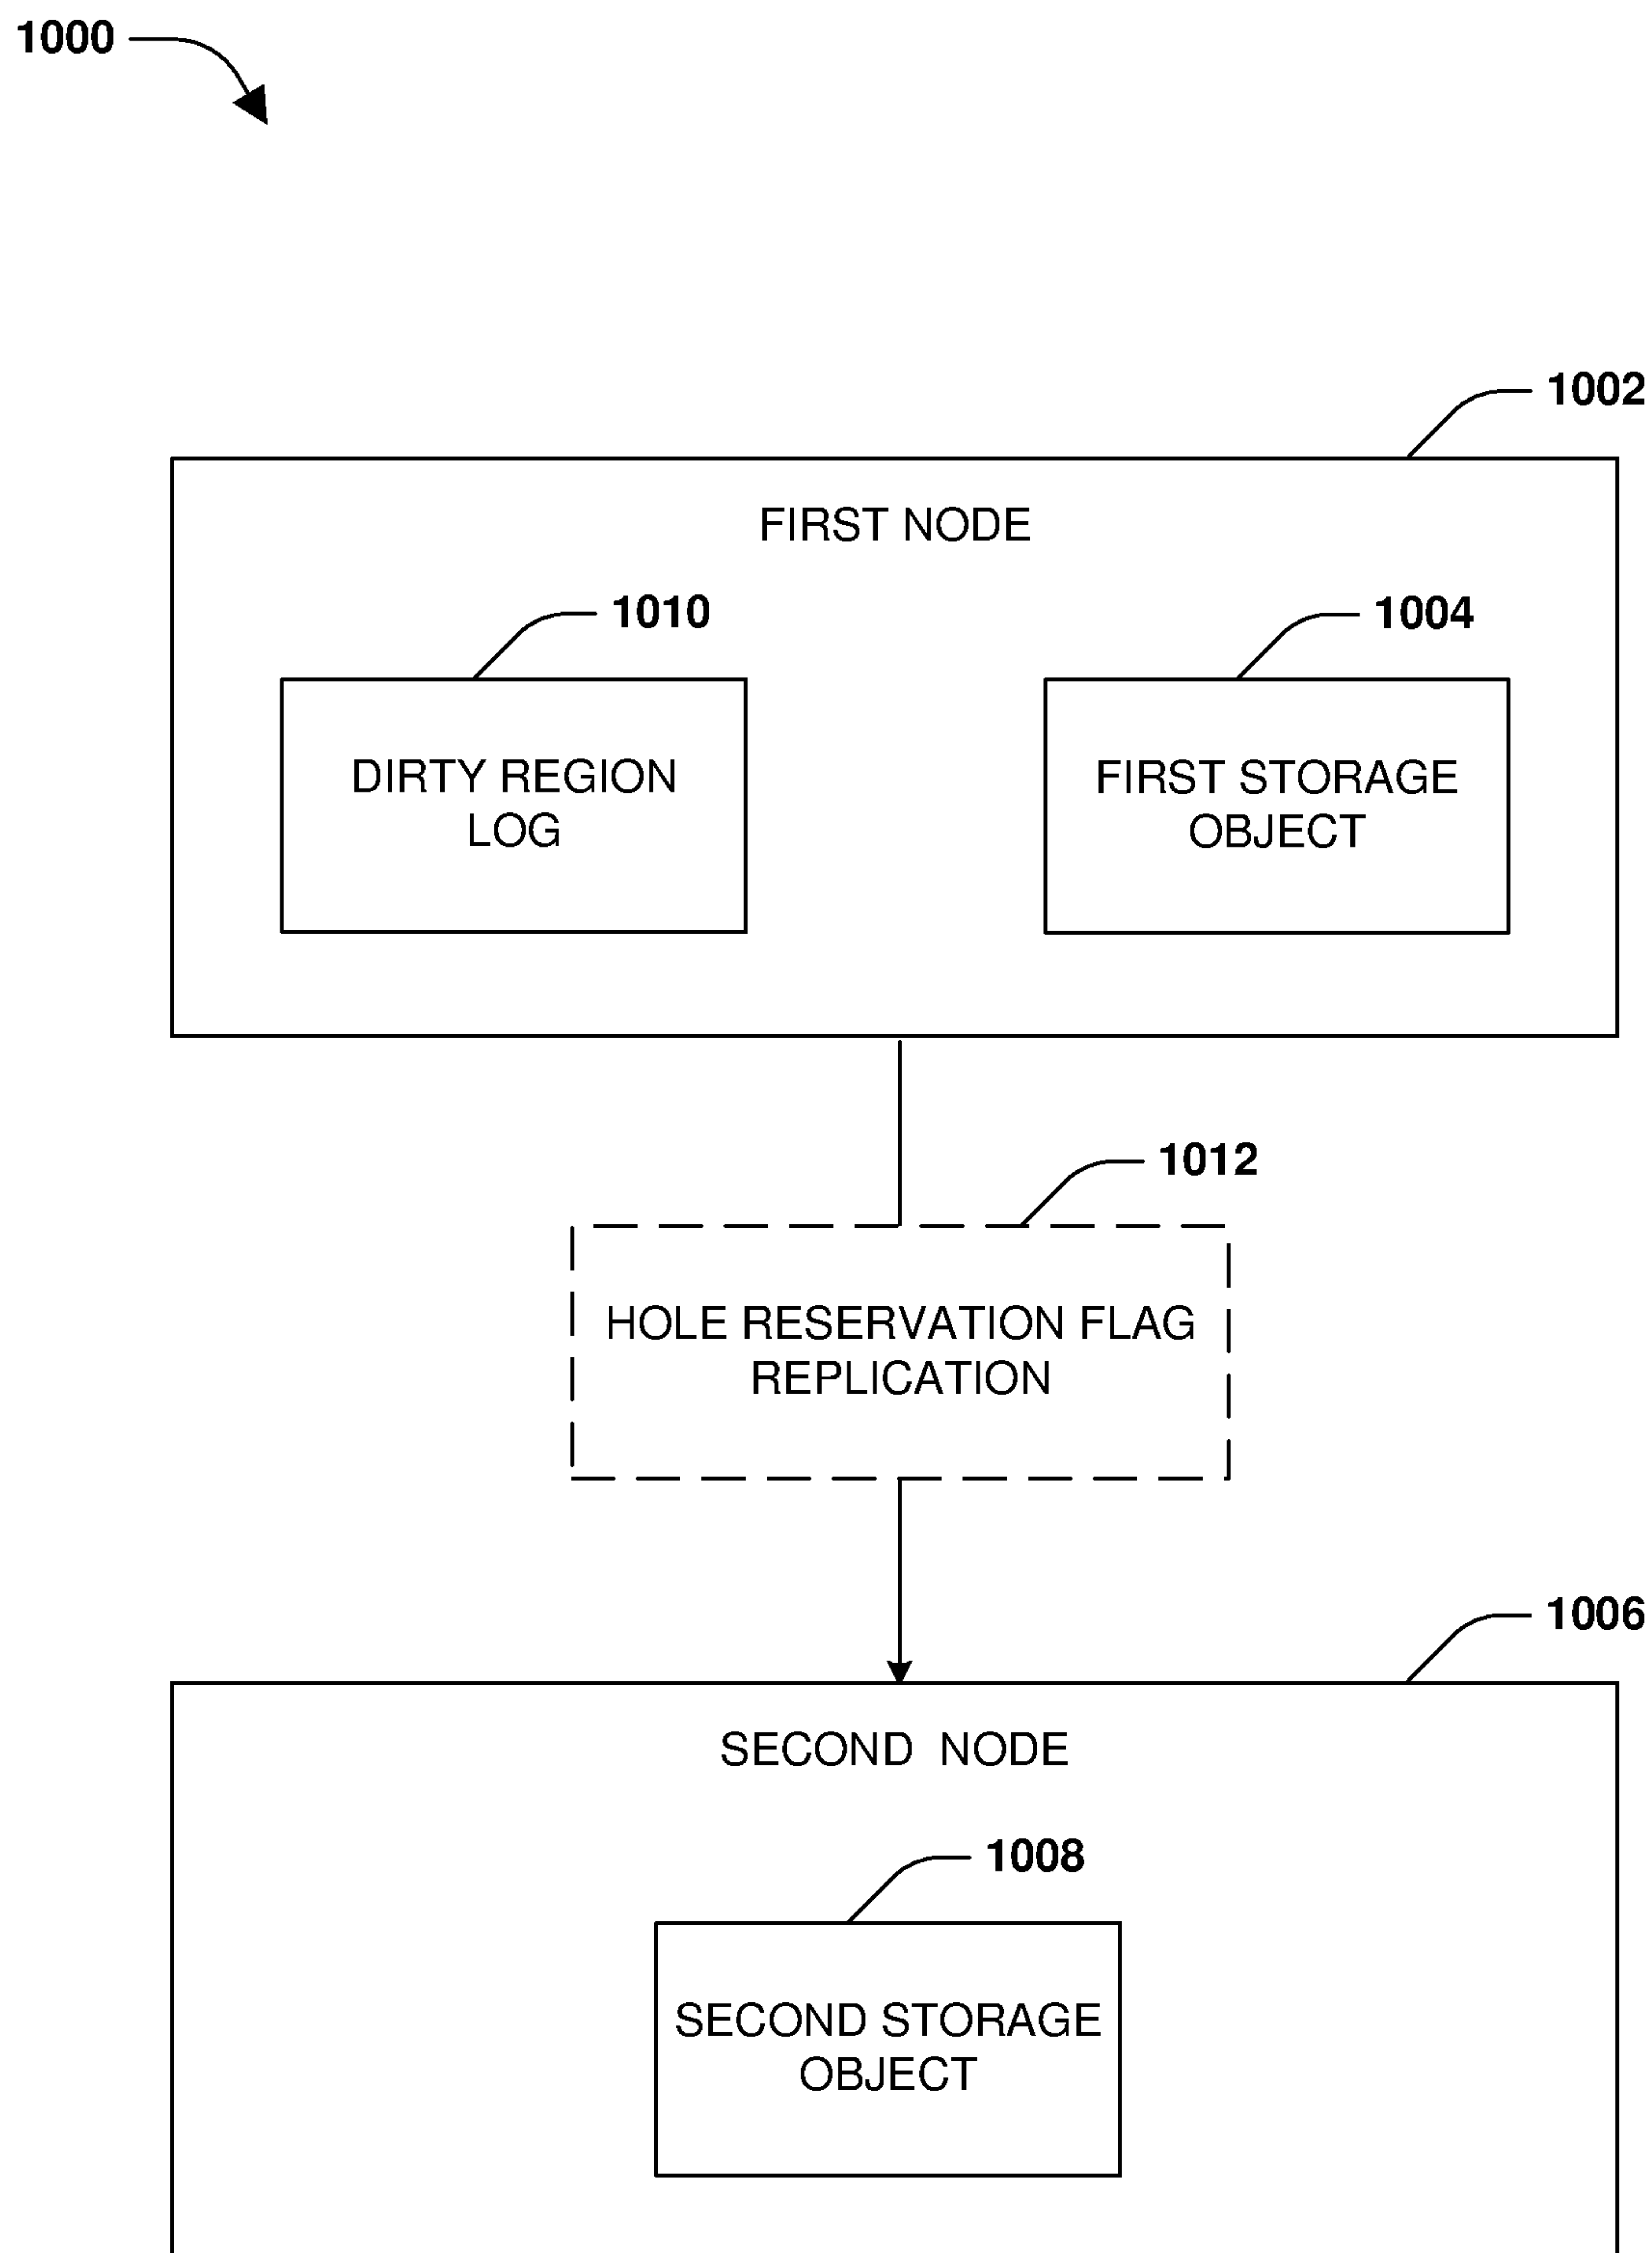 1000
1002
FIRST NODE
1010
1004
DIRTY REGION
LOG
FIRST STORAGE
OBJECT
1012
HOLE RESERVATION FLAG
REPLICATION
1006
SECOND NODE
1008
SECOND STORAGE
OBJECT